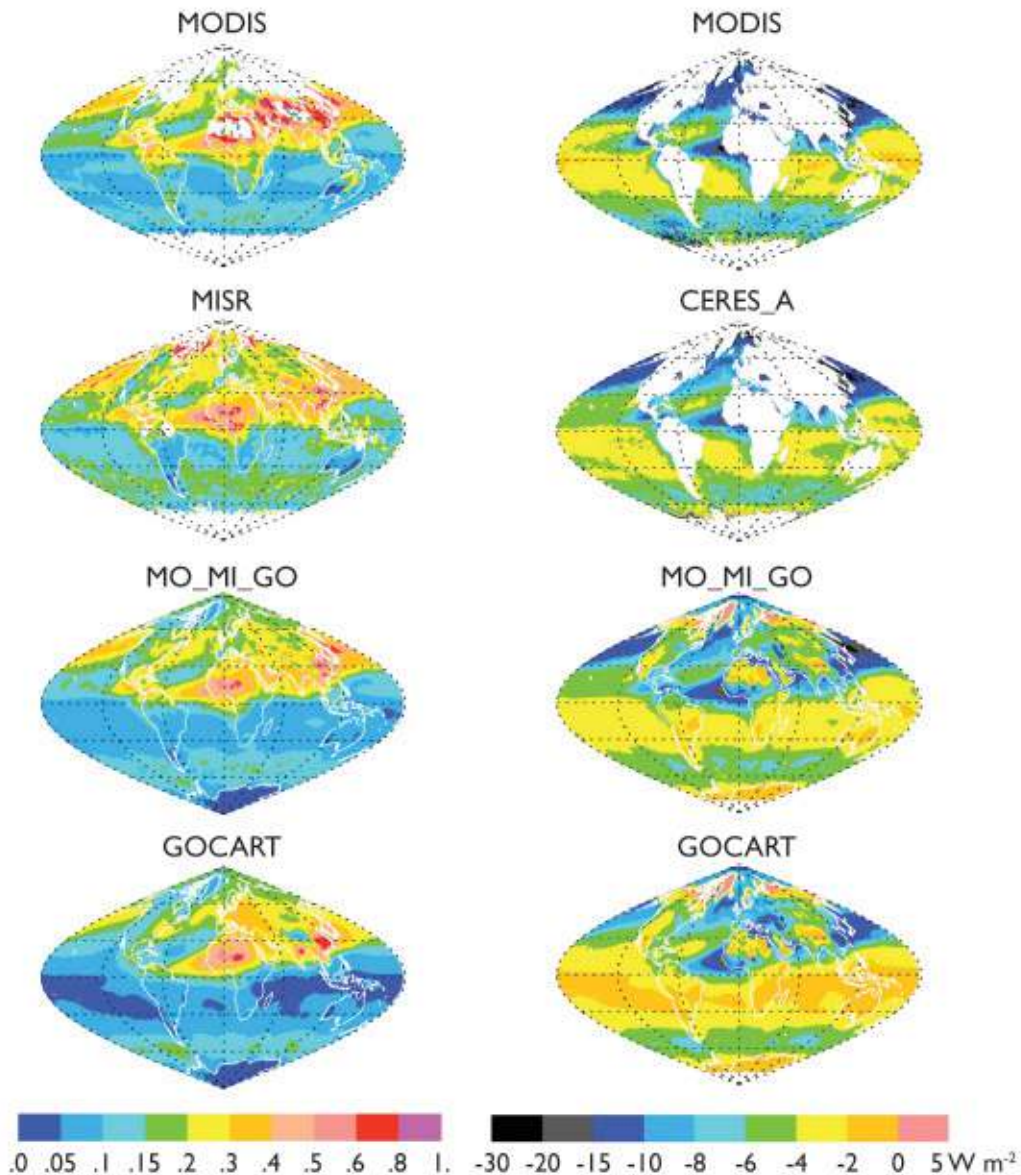 MODIS MODIS
MISR CERES_A
MO_MI_GO MO_MI_GO
GOCART GOCART
.0 .05 .1 .15 .2 .3 .4 .5 .6 .8 1. -30 -20 -15 -10 -8 -6 -4 -2 0 5 W m⁻²